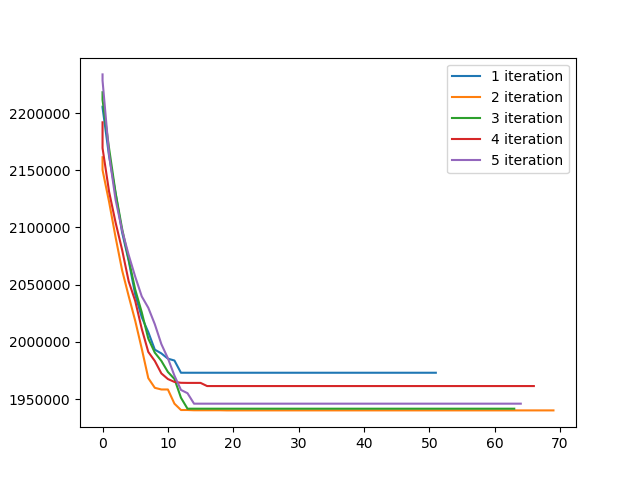 1 iteration
2 iteration
3 iteration
4 iteration
5 iteration
2200000
2150000
2100000
2050000
2000000
1950000
0 10 20 30 40 50 60 70